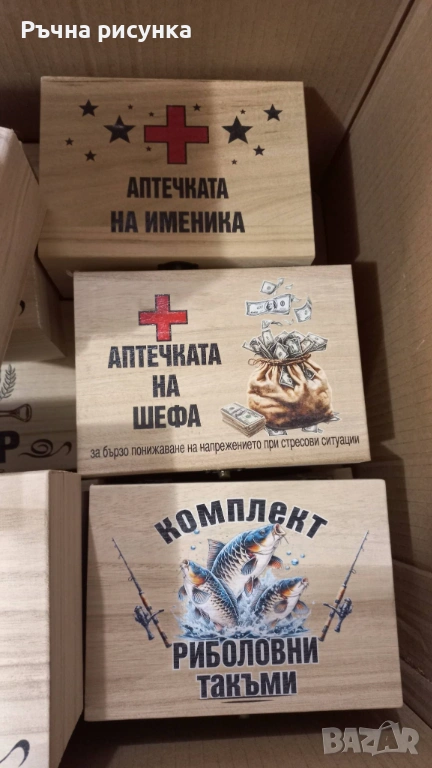 Ръчна рисунка
АПТЕЧКАТА
НА ИМЕНИКА
АПТЕЧКАТА
НА
ШЕФА
за бързо понижаване на напрежението при стресови ситуации
КОМПЛЕКТ
РИБОЛОВНИ
ТАКЪМИ
BAZAR